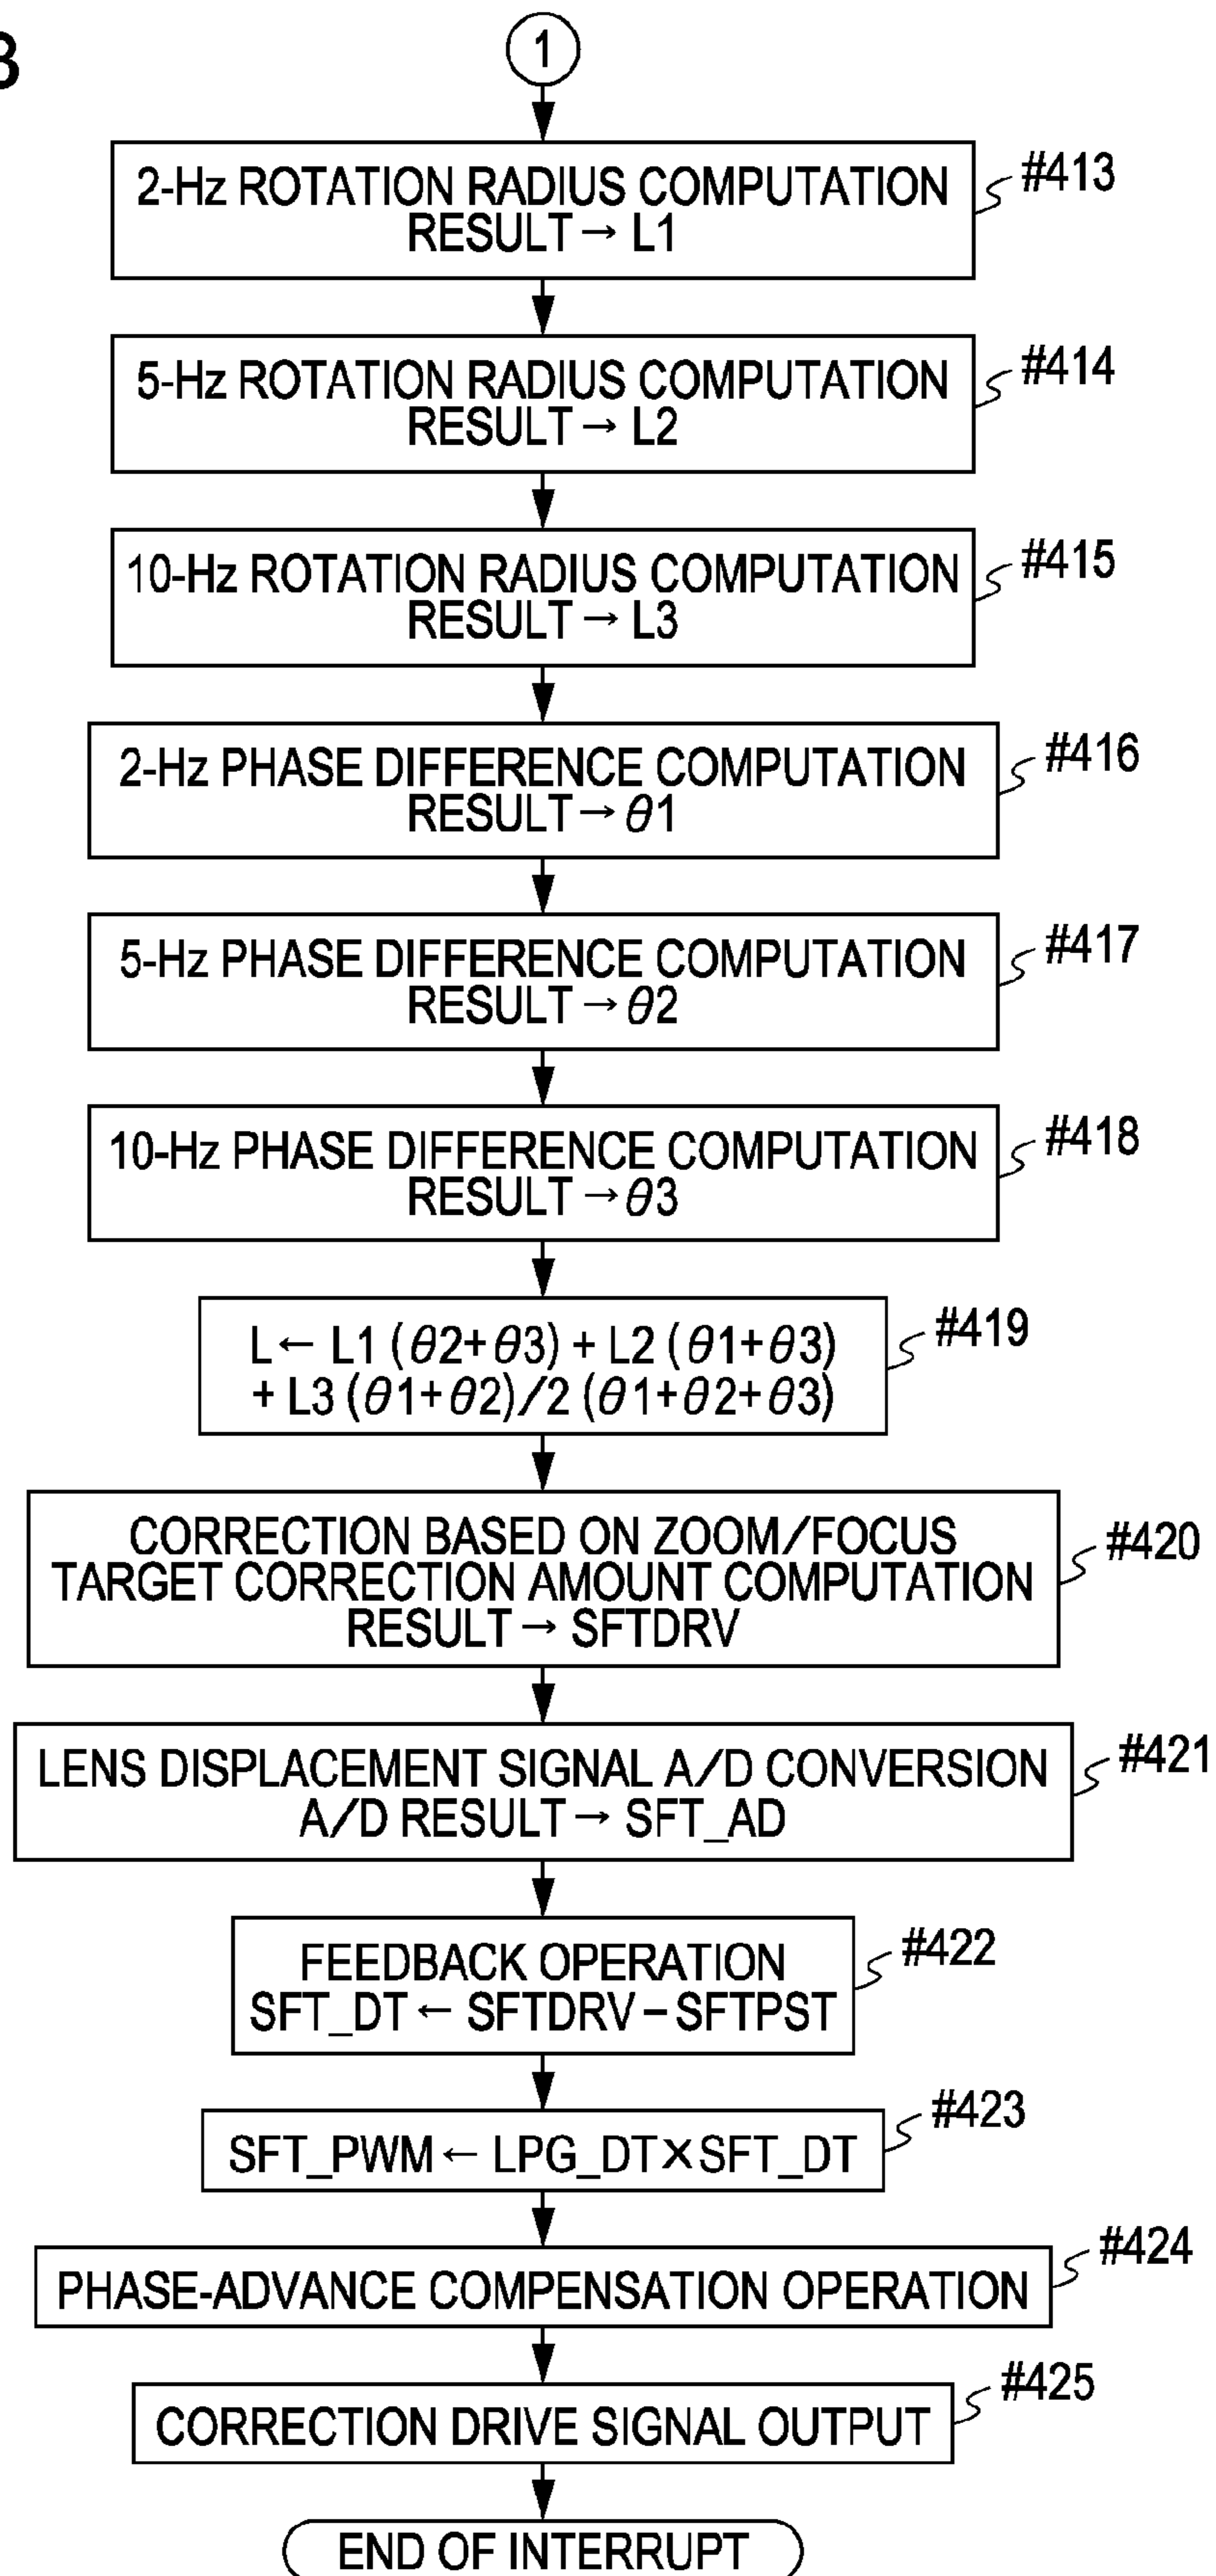 B
1
2-Hz ROTATION RADIUS COMPUTATION
RESULT → L1
#413
5-Hz ROTATION RADIUS COMPUTATION
RESULT → L2
#414
10-Hz ROTATION RADIUS COMPUTATION
RESULT → L3
#415
2-Hz PHASE DIFFERENCE COMPUTATION
RESULT → θ1
#416
5-Hz PHASE DIFFERENCE COMPUTATION
RESULT → θ2
#417
10-Hz PHASE DIFFERENCE COMPUTATION
RESULT → θ3
#418
L ← L1 (θ2+θ3) + L2 (θ1+θ3)
+ L3 (θ1+θ2)/2 (θ1+θ2+θ3)
#419
CORRECTION BASED ON ZOOM/FOCUS
TARGET CORRECTION AMOUNT COMPUTATION
RESULT → SFTDRV
#420
LENS DISPLACEMENT SIGNAL A/D CONVERSION
A/D RESULT → SFT_AD
#421
FEEDBACK OPERATION
SFT_DT ← SFTDRV − SFTPST
#422
SFT_PWM ← LPG_DT×SFT_DT
#423
PHASE-ADVANCE COMPENSATION OPERATION
#424
CORRECTION DRIVE SIGNAL OUTPUT
#425
END OF INTERRUPT